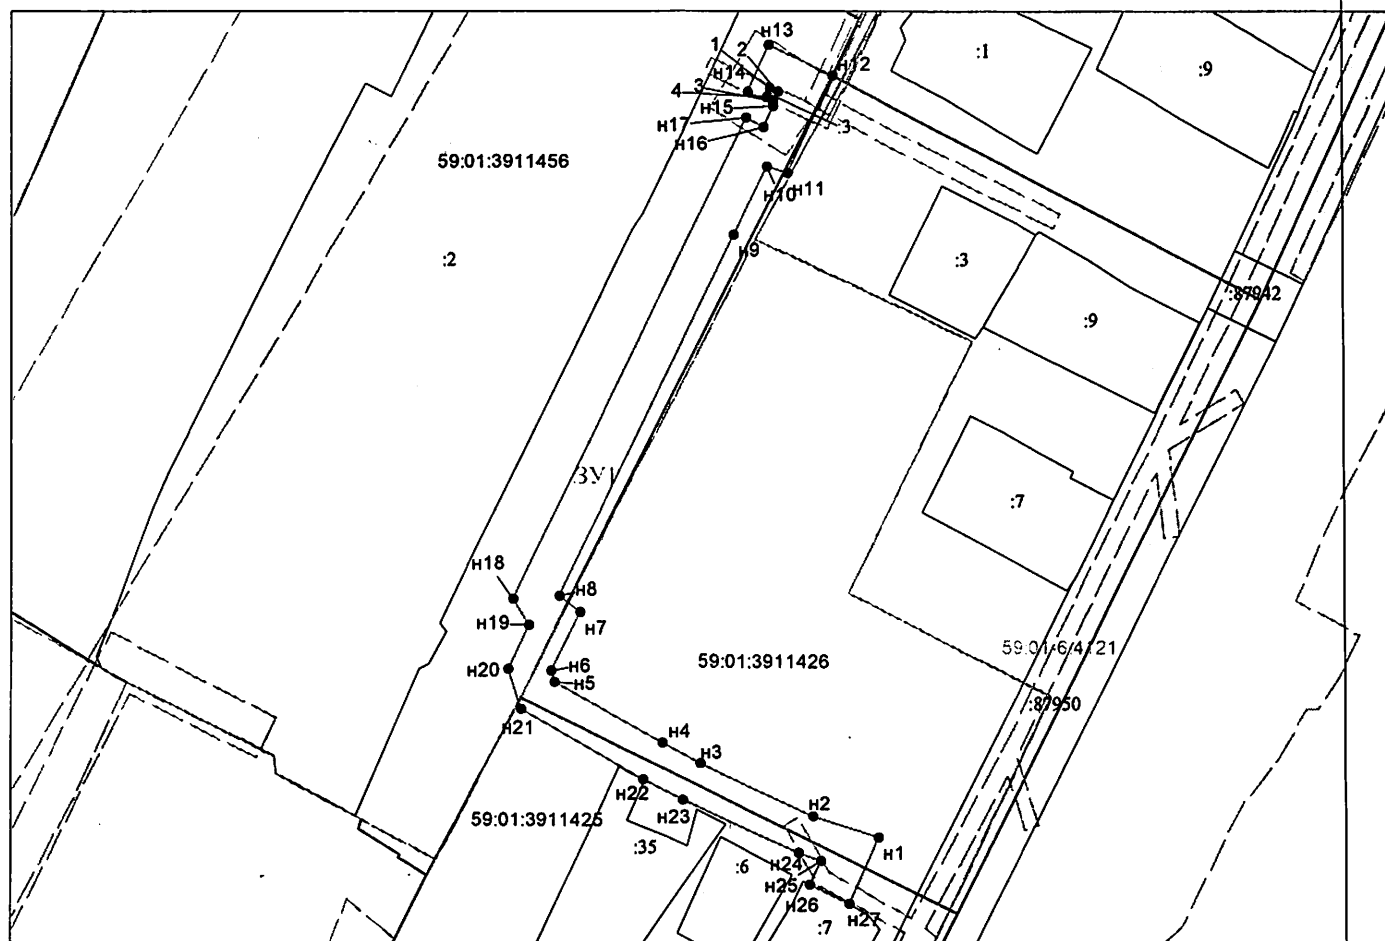 н13
1
2
:1
:9
н14
н12
4
3
н15
:3
н17
н16
59:01:3911456
н10
н11
н9
:2
:3
:87942
:9
:ЗУ1
:7
н18
н8
н19
н7
59:01-6.4121
н20
н6
59:01:3911426
н5
:87950
н21
н4
н3
н22
н2
н23
59:01:3911425
н1
:35
:6
н24
н25
н26
н27
:7